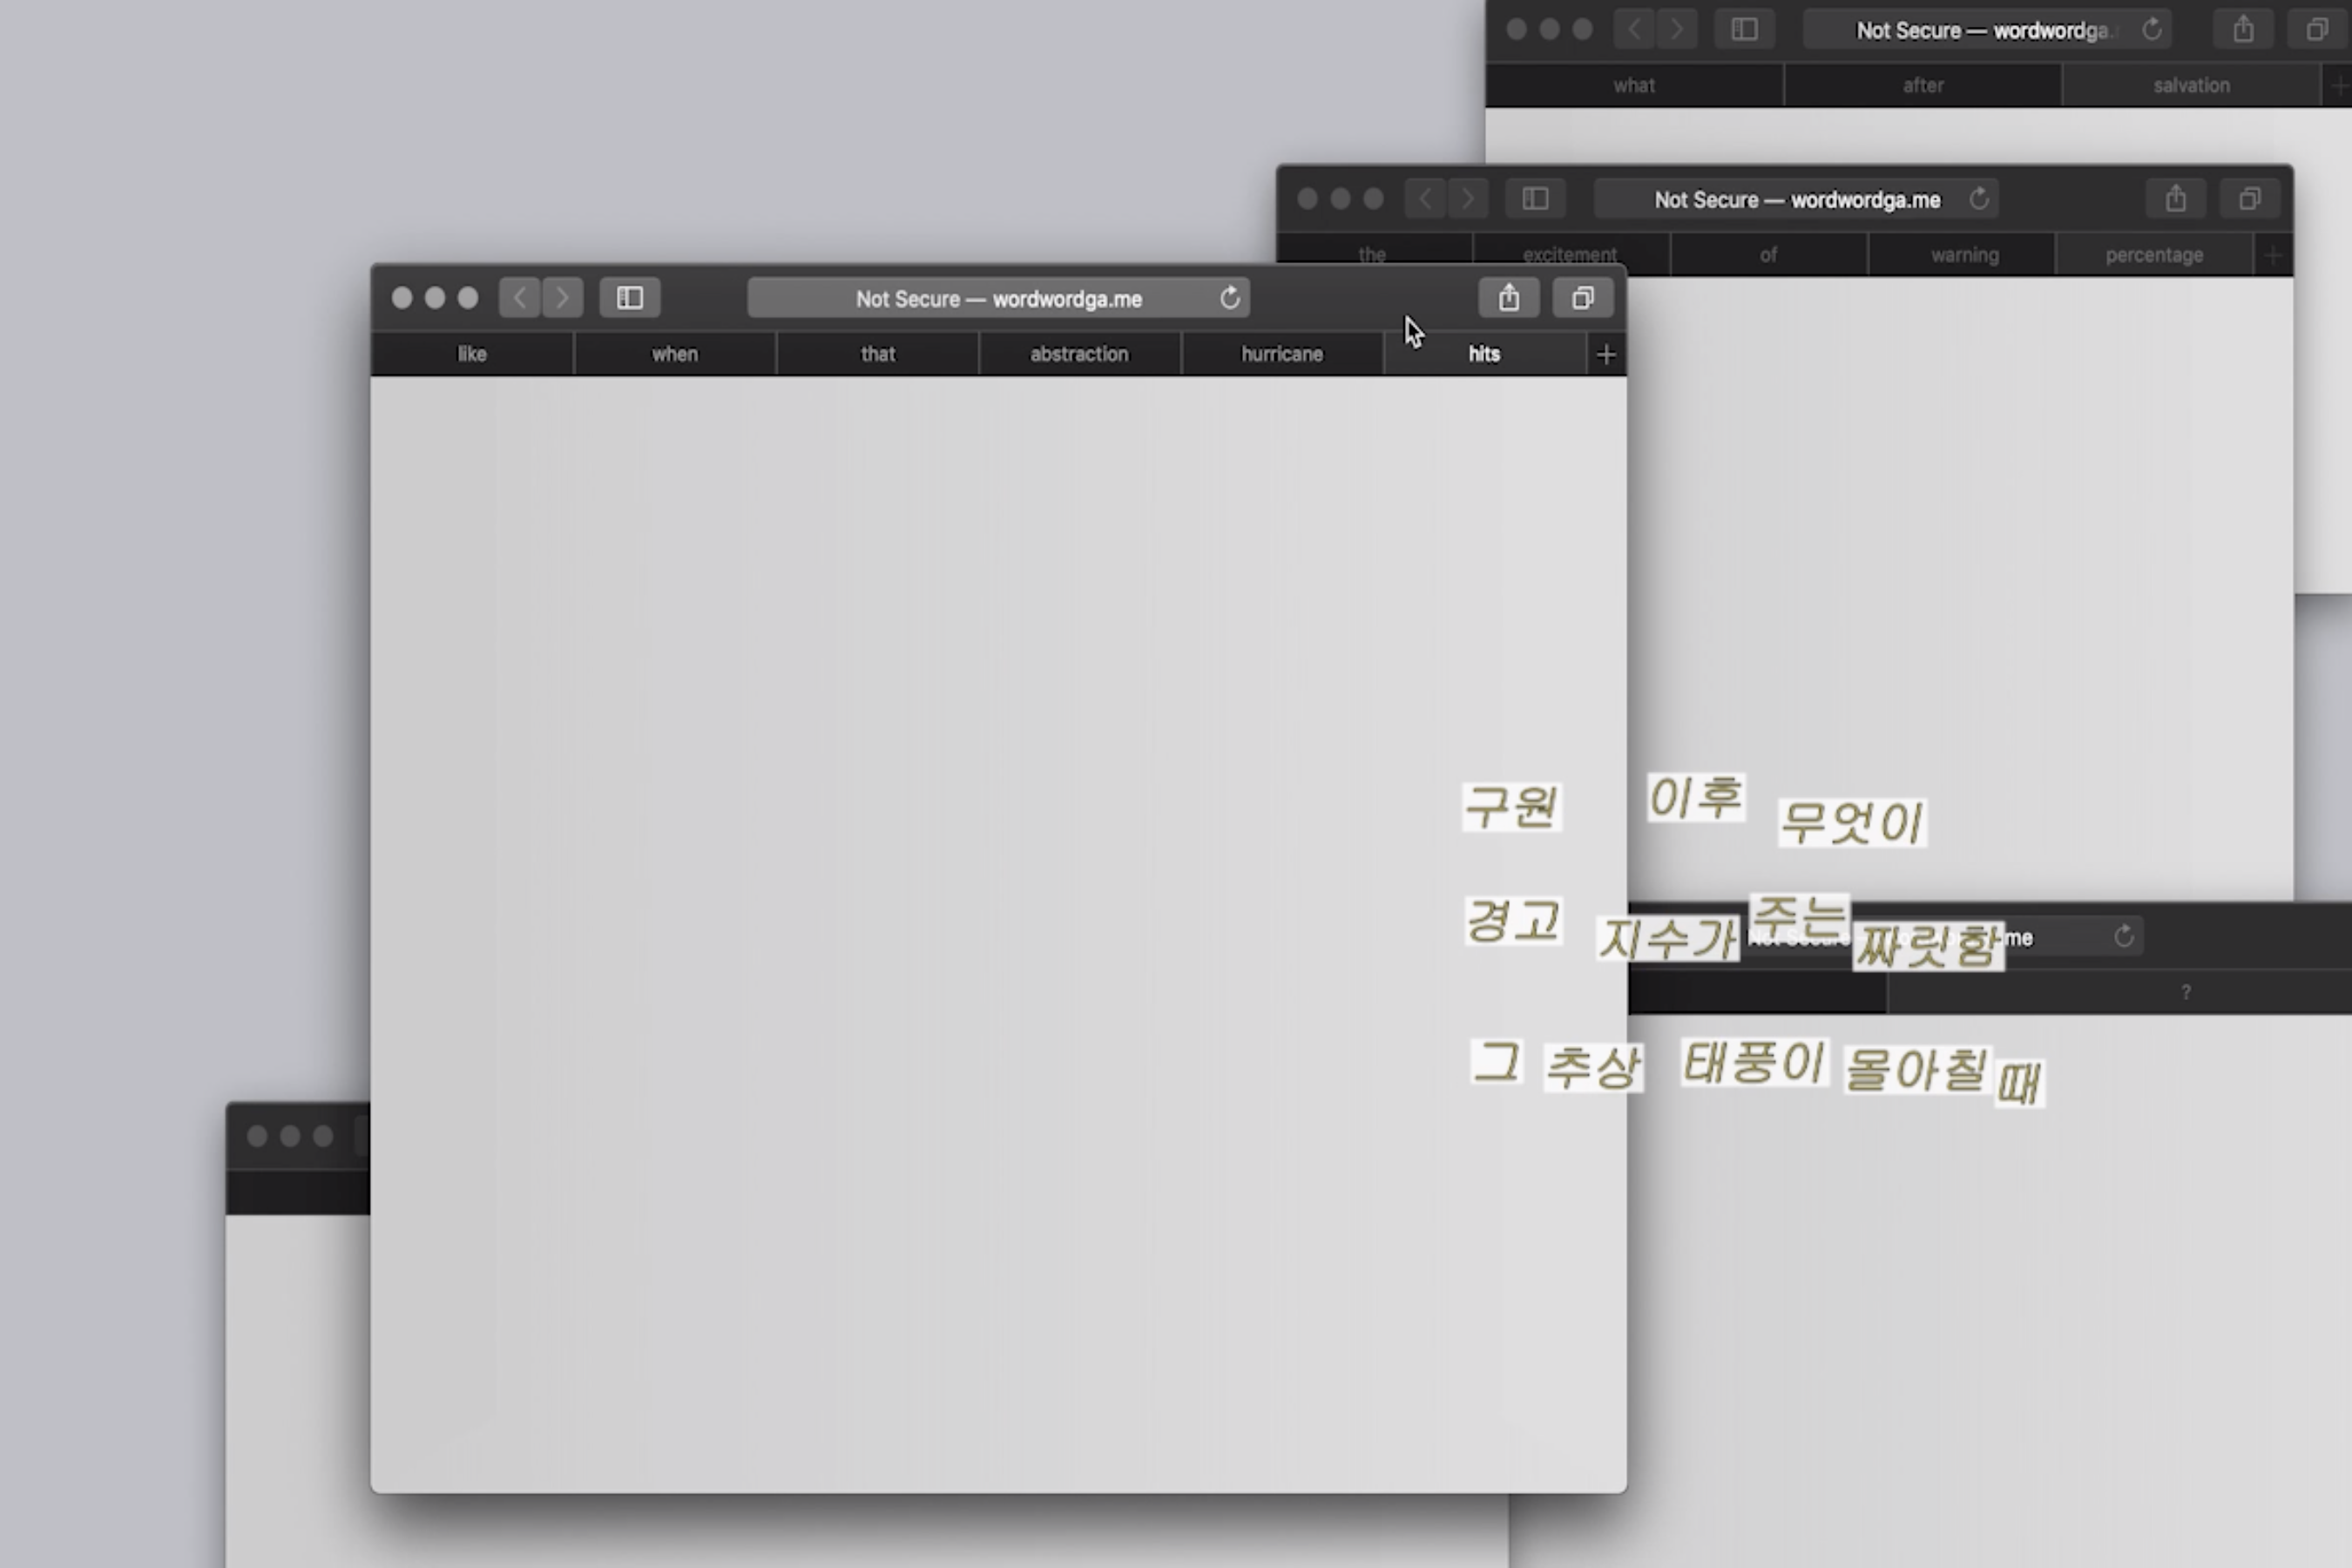 Not Secure — wordwordga.
what after salvation
Not Secure — wordwordga.me
the excitement of warning percentage
Not Secure — wordwordga.me
like when that abstraction hurricane hits
구원 이후 무엇이
경고 지수가 주는 짜릿함
Not Secure me
?
그 추상 태풍이 몰아칠 때